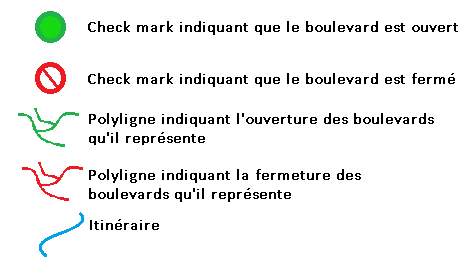 Check mark indiquant que le boulevard est ouvert
Check mark indiquant que le boulevard est fermé
Polyligne indiquant l'ouverture des boulevards
qu'il représente
Polyligne indiquant la fermeture des
boulevards qu'il représente
Itinéraire